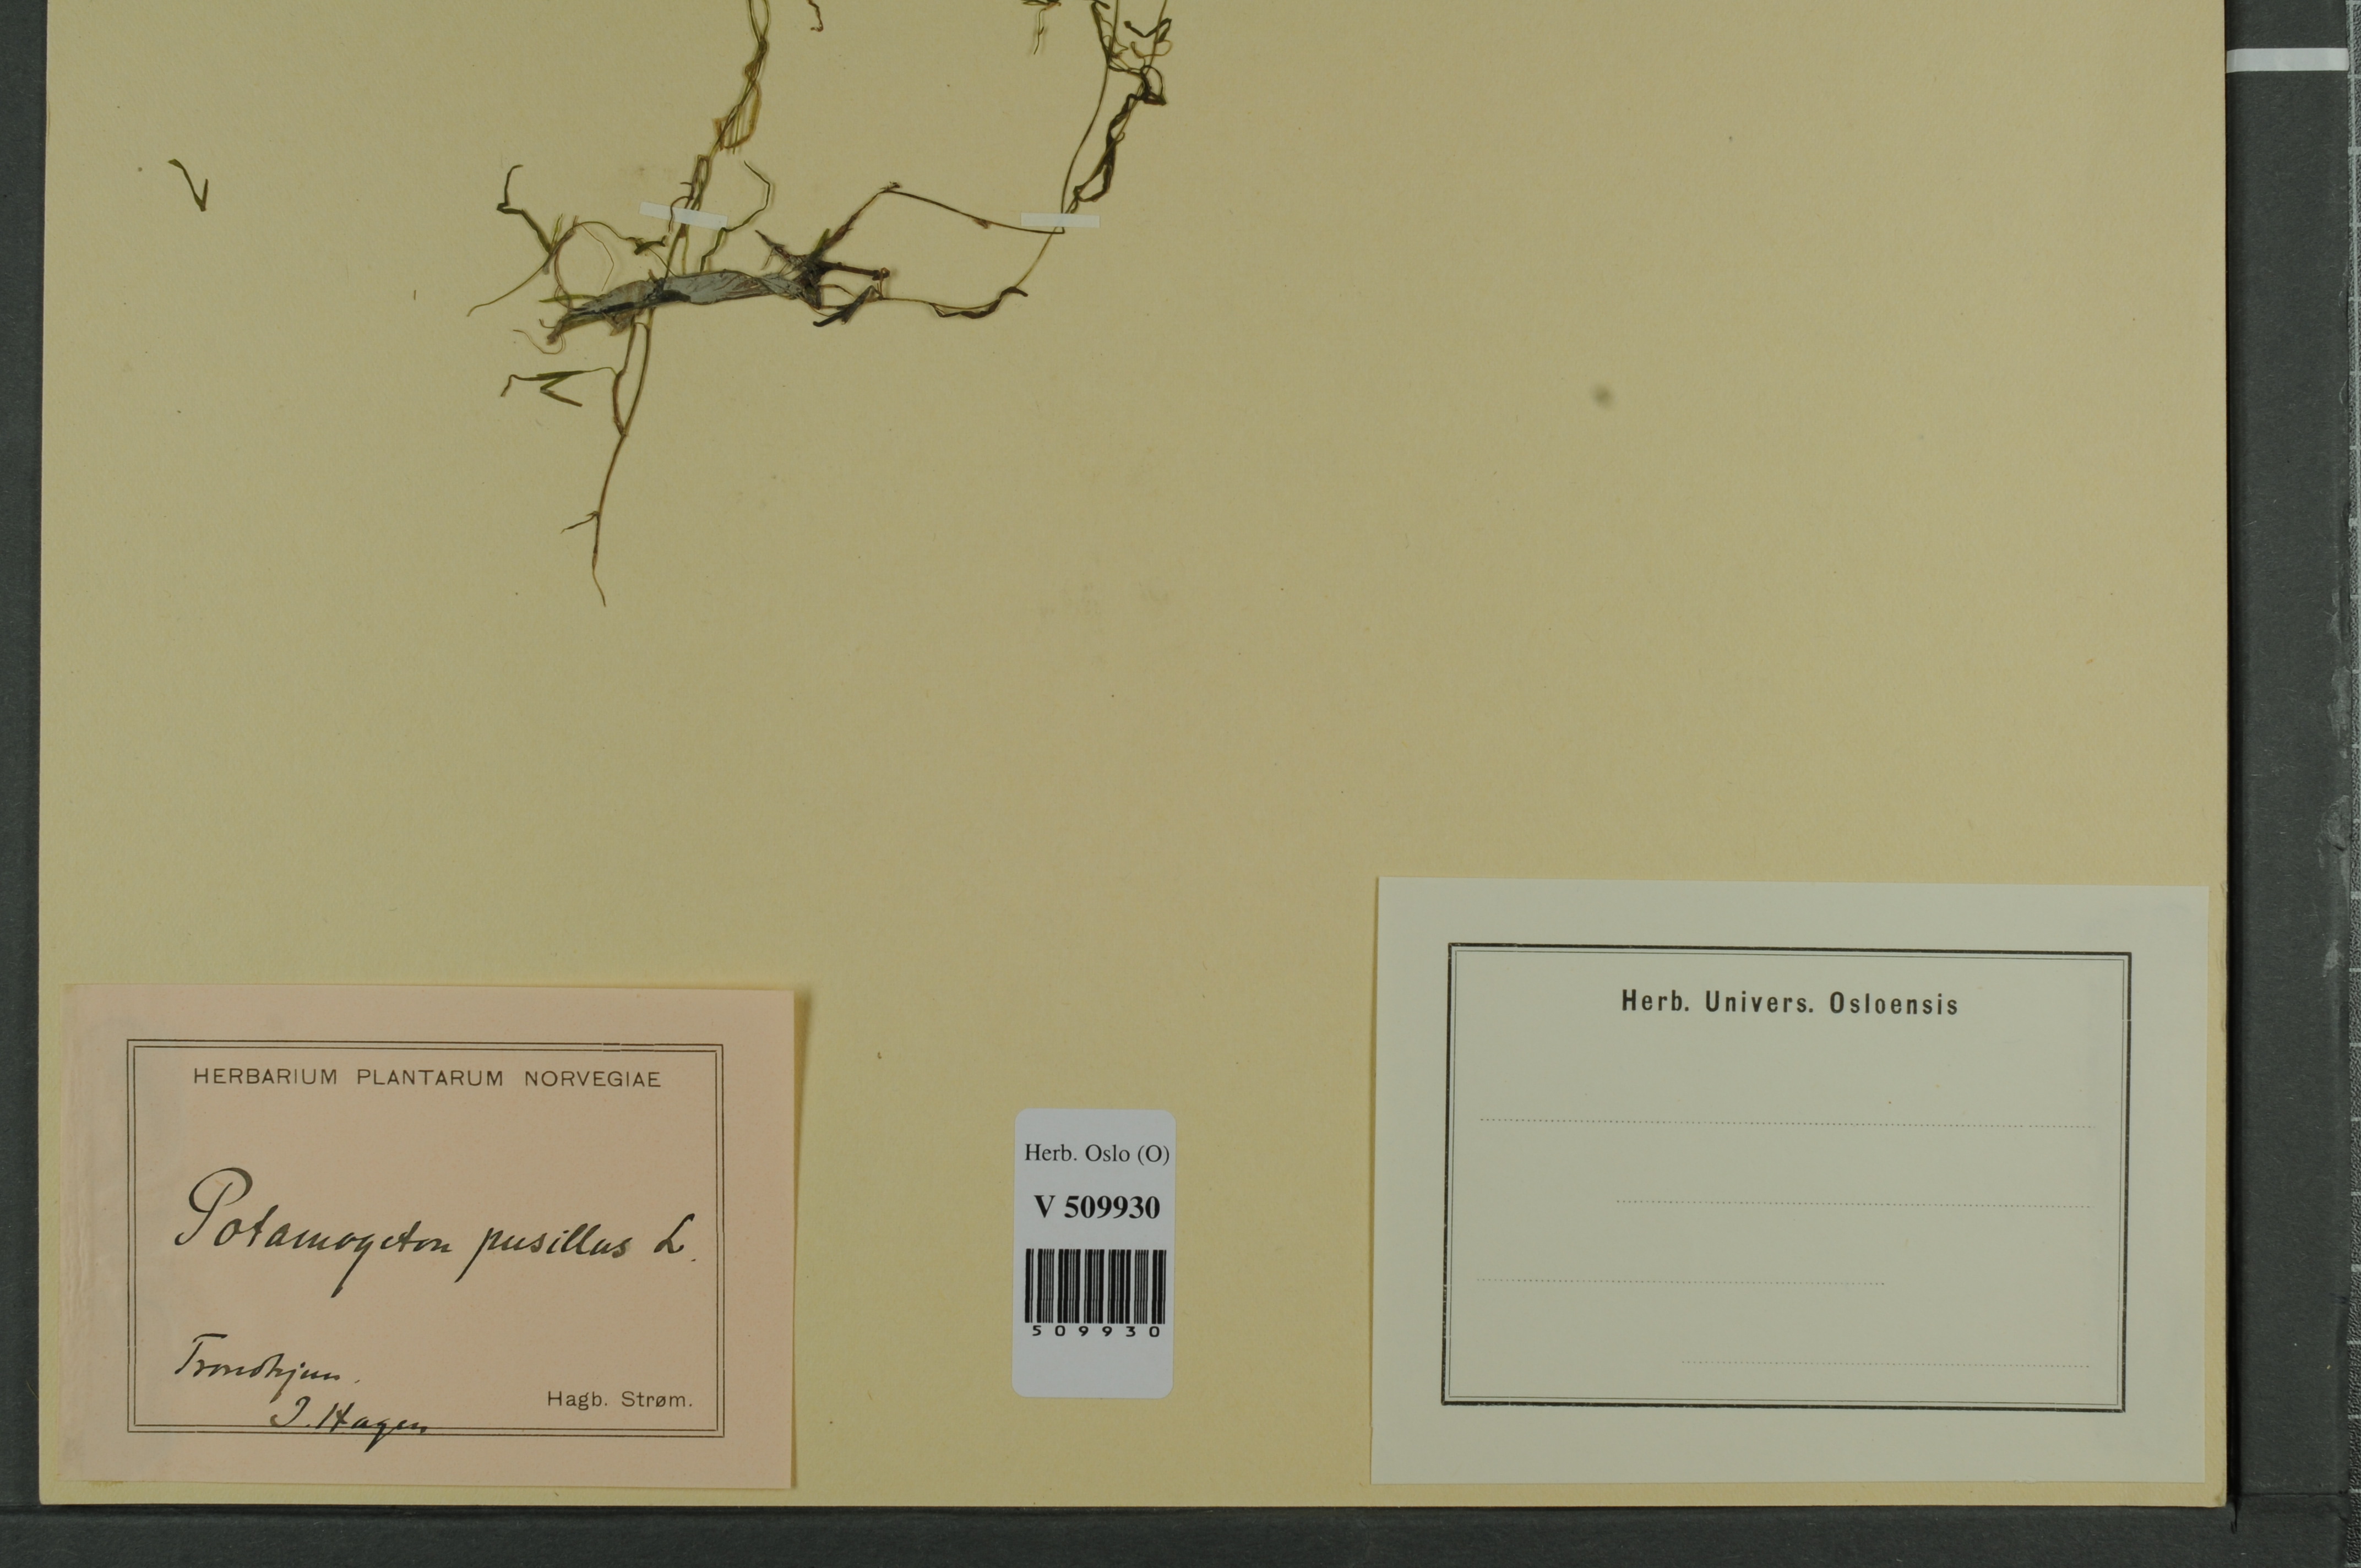 HERBARIUM PLANTARUM NORVEGIAE
Potamogeton pusillus L.
Trondhjem.
I. Hagen
Hagb. Strøm.
Herb. Oslo (O)
V 509930
509930
Herb. Univers. Osloensis